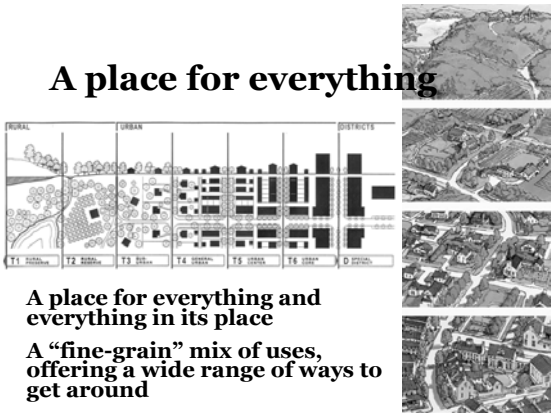 A place for everything
RURAL
URBAN
DISTRICTS
T1 RURAL PRESERVE
T2 RURAL RESERVE
T3 SUB-URBAN
T4 GENERAL URBAN
T5 URBAN CENTER
T6 URBAN CORE
D SPECIAL DISTRICT
A place for everything and
everything in its place
A “fine-grain” mix of uses,
offering a wide range of ways to
get around